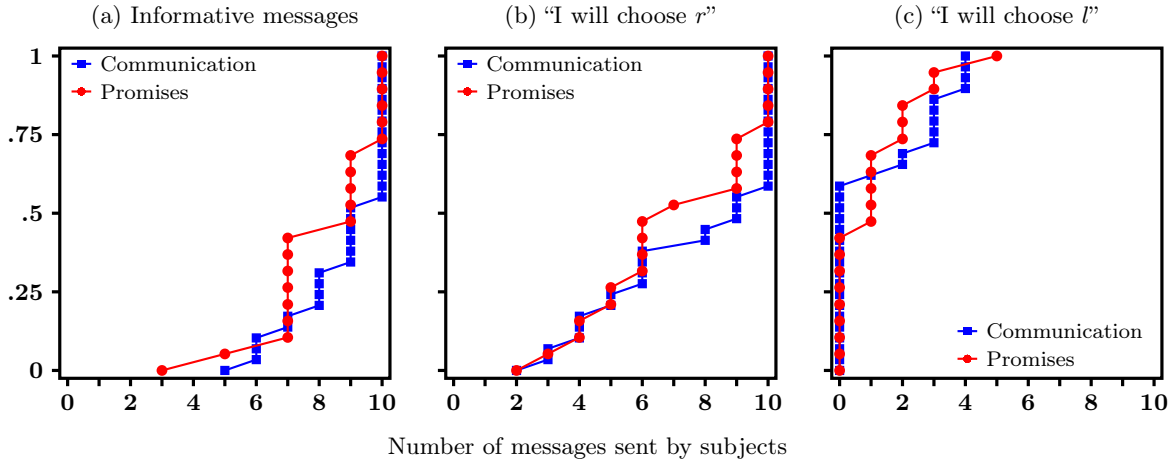 (a) Informative messages
(b) “I will choose r”
(c) “I will choose l”
Communication
Promises
Communication
Promises
Communication
Promises
1
.75
.5
.25
0
0 2 4 6 8 10
0 2 4 6 8 10
0 2 4 6 8 10
Number of messages sent by subjects